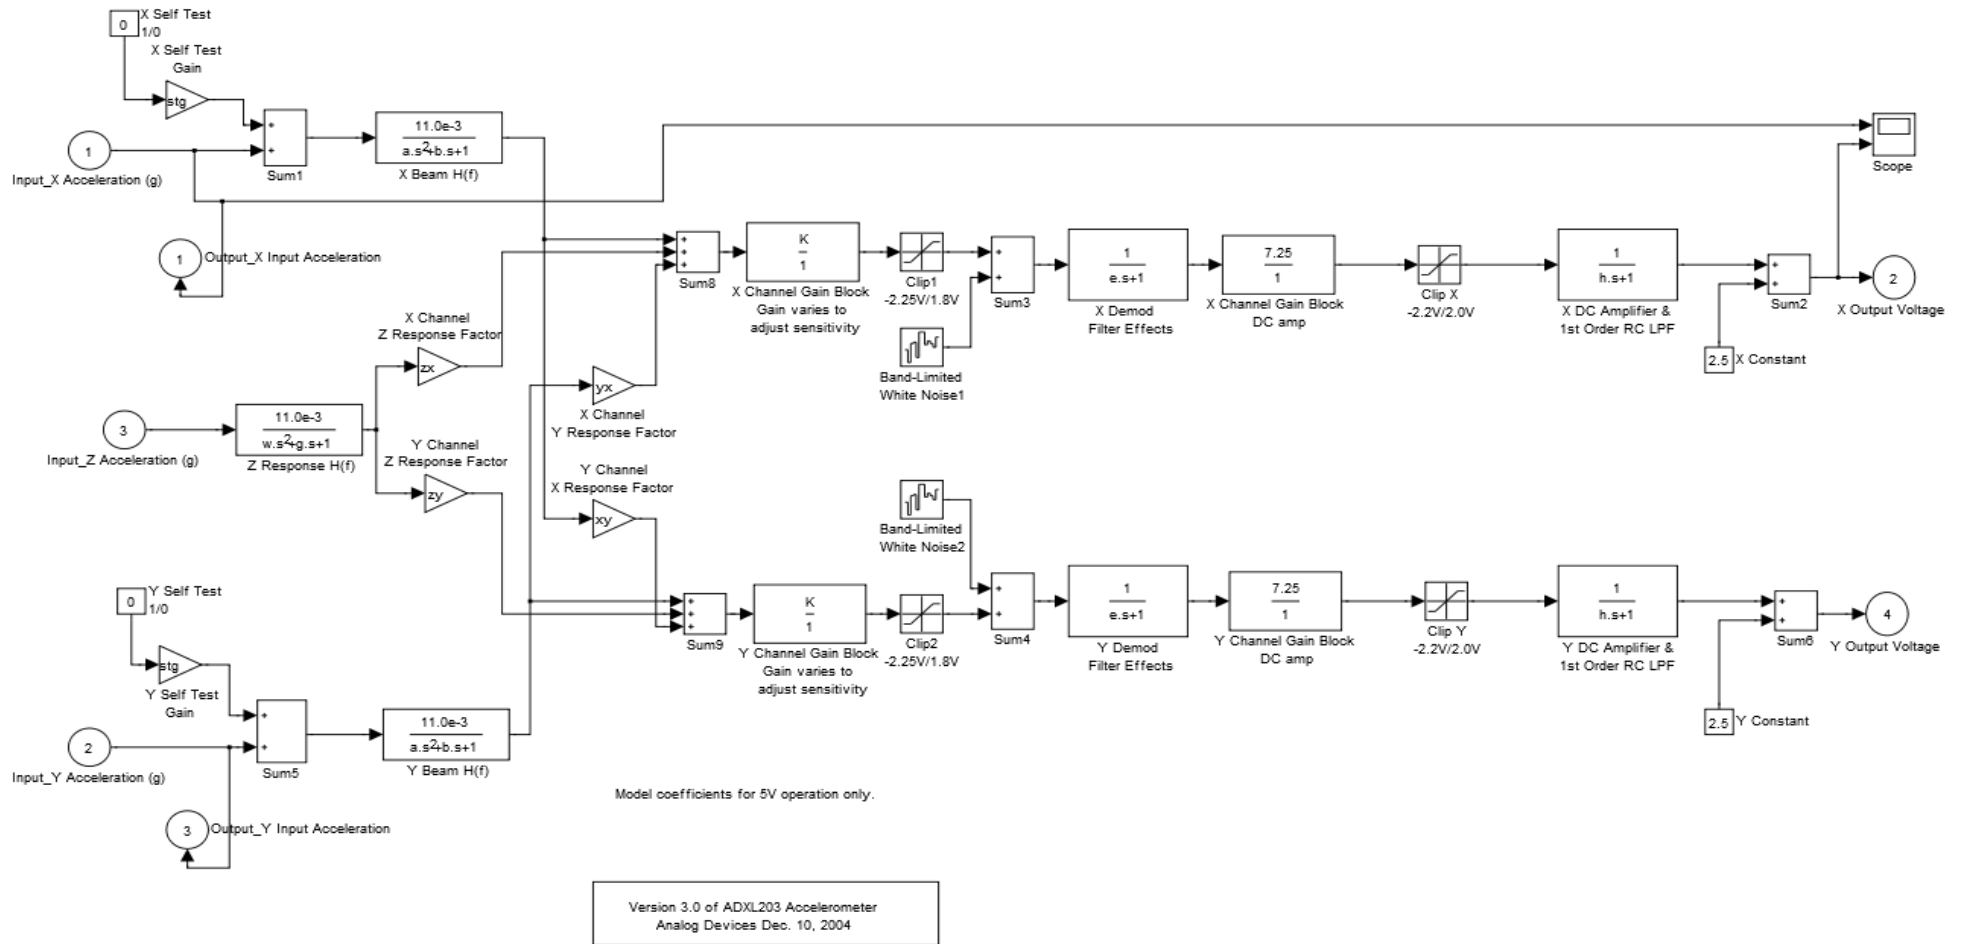 0
X Self Test
1/0
X Self Test
Gain
stg
+
+
Sum1
1
Input_X Acceleration (g)
11.0e-3
a.s²+b.s+1
X Beam H(f)
1
Output_X Input Acceleration
Scope
+
+
+
Sum8
K
1
X Channel Gain Block
Gain varies to
adjust sensitivity
Clip1
-2.25V/1.8V
+
+
Sum3
Band-Limited
White Noise1
1
e.s+1
X Demod
Filter Effects
7.25
1
X Channel Gain Block
DC amp
Clip X
-2.2V/2.0V
1
h.s+1
X DC Amplifier &
1st Order RC LPF
+
+
Sum2
2
X Output Voltage
2.5
X Constant
X Channel
Z Response Factor
zx
yx
X Channel
Y Response Factor
3
Input_Z Acceleration (g)
11.0e-3
w.s²+g.s+1
Z Response H(f)
Y Channel
Z Response Factor
zy
Y Channel
X Response Factor
xy
Band-Limited
White Noise2
0
Y Self Test
1/0
stg
Y Self Test
Gain
+
+
Sum5
2
Input_Y Acceleration (g)
11.0e-3
a.s²+b.s+1
Y Beam H(f)
3
Output_Y Input Acceleration
+
+
+
Sum9
K
1
Y Channel Gain Block
Gain varies to
adjust sensitivity
Clip2
-2.25V/1.8V
+
+
Sum4
1
e.s+1
Y Demod
Filter Effects
7.25
1
Y Channel Gain Block
DC amp
Clip Y
-2.2V/2.0V
1
h.s+1
Y DC Amplifier &
1st Order RC LPF
+
+
Sum6
4
Y Output Voltage
2.5
Y Constant
Model coefficients for 5V operation only.
Version 3.0 of ADXL203 Accelerometer
Analog Devices Dec. 10, 2004